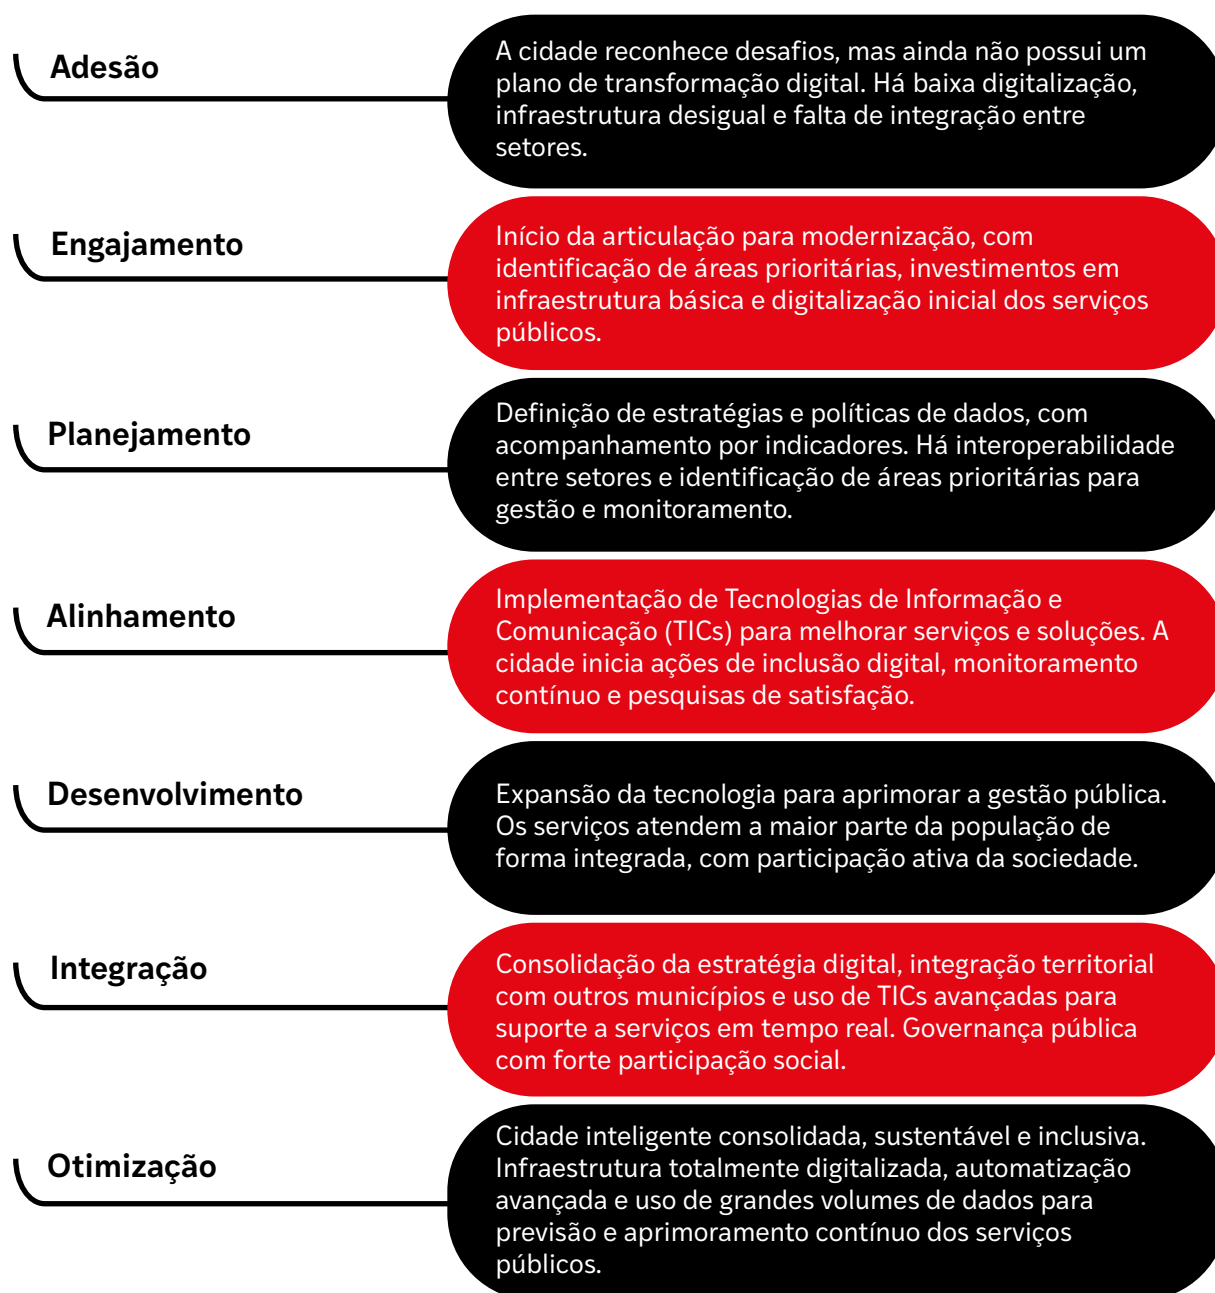 Adesão
A cidade reconhece desafios, mas ainda não possui um
plano de transformação digital. Há baixa digitalização,
infraestrutura desigual e falta de integração entre
setores.
Engajamento
Início da articulação para modernização, com
identificação de áreas prioritárias, investimentos em
infraestrutura básica e digitalização inicial dos serviços
públicos.
Planejamento
Definição de estratégias e políticas de dados, com
acompanhamento por indicadores. Há interoperabilidade
entre setores e identificação de áreas prioritárias para
gestão e monitoramento.
Alinhamento
Implementação de Tecnologias de Informação e
Comunicação (TICs) para melhorar serviços e soluções. A
cidade inicia ações de inclusão digital, monitoramento
contínuo e pesquisas de satisfação.
Desenvolvimento
Expansão da tecnologia para aprimorar a gestão pública.
Os serviços atendem a maior parte da população de
forma integrada, com participação ativa da sociedade.
Integração
Consolidação da estratégia digital, integração territorial
com outros municípios e uso de TICs avançadas para
suporte a serviços em tempo real. Governança pública
com forte participação social.
Otimização
Cidade inteligente consolidada, sustentável e inclusiva.
Infraestrutura totalmente digitalizada, automatização
avançada e uso de grandes volumes de dados para
previsão e aprimoramento contínuo dos serviços
públicos.